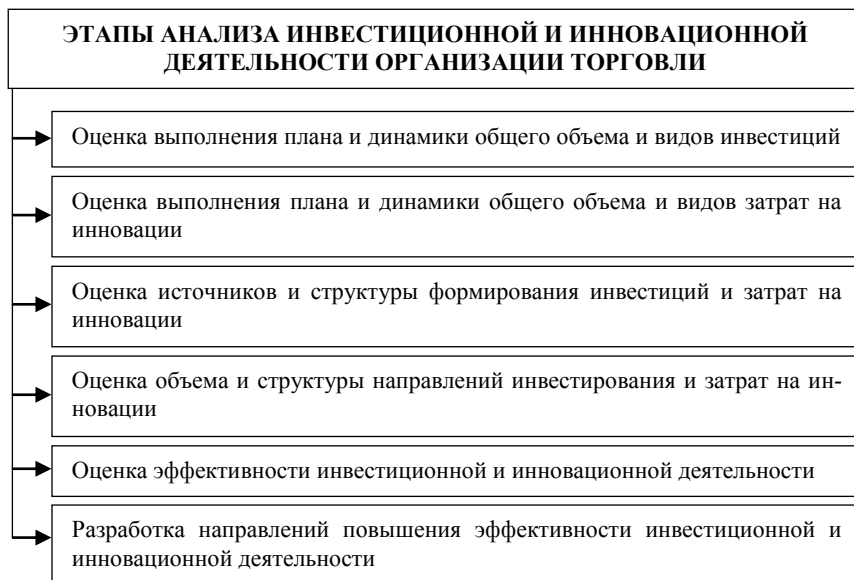 ЭТАПЫ АНАЛИЗА ИНВЕСТИЦИОННОЙ И ИННОВАЦИОННОЙ
ДЕЯТЕЛЬНОСТИ ОРГАНИЗАЦИИ ТОРГОВЛИ
Оценка выполнения плана и динамики общего объема и видов инвестиций
Оценка выполнения плана и динамики общего объема и видов затрат на
инновации
Оценка источников и структуры формирования инвестиций и затрат на
инновации
Оценка объема и структуры направлений инвестирования и затрат на ин-
новации
Оценка эффективности инвестиционной и инновационной деятельности
Разработка направлений повышения эффективности инвестиционной и
инновационной деятельности